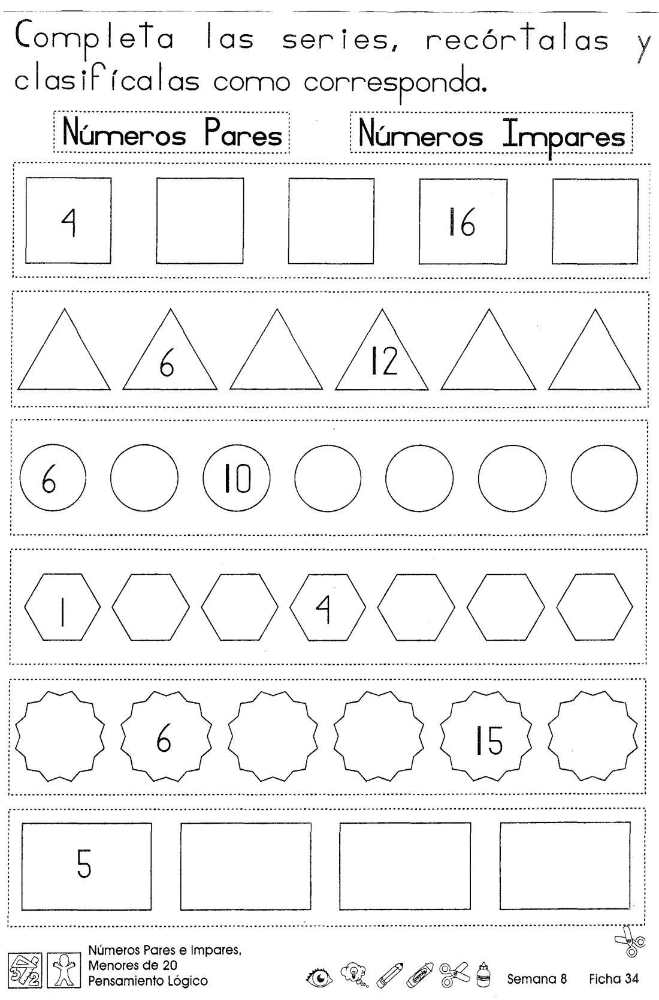 Completa las series, recórtalas y
clasifícalas como corresponda.
Números Pares Números Impares
4 16
6 12
6 10
1 4
6 15
5
Números Pares e Impares,
Menores de 20
Pensamiento Lógico
Semana 8 Ficha 34